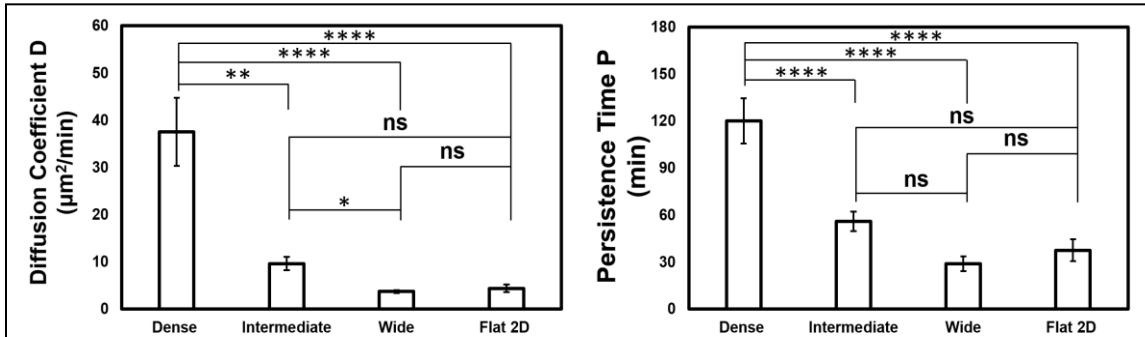 Diffusion Coefficient D
(µm²/min)
60
50
40
30
20
10
0
****
****
**
ns
ns
*
Dense Intermediate Wide Flat 2D
Persistence Time P
(min)
180
150
120
90
60
30
0
****
****
****
ns
ns
ns
Dense Intermediate Wide Flat 2D